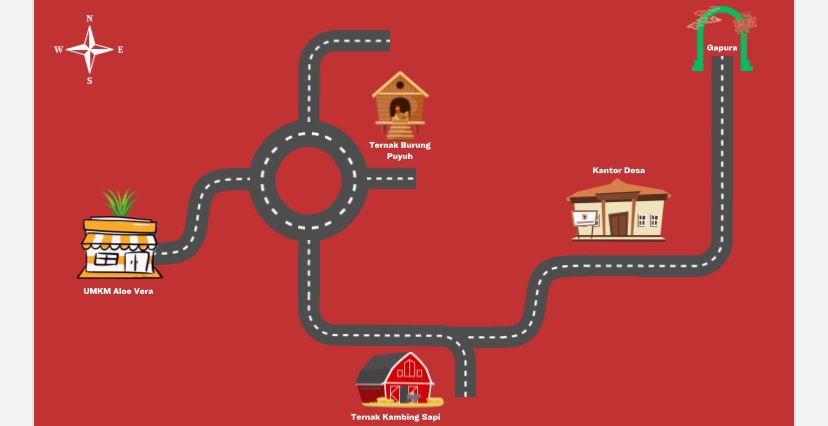 N
W E
S
Gapura
Ternak Burung
Puyuh
Kantor Desa
UMKM Aloe Vera
Ternak Kambing Sapi